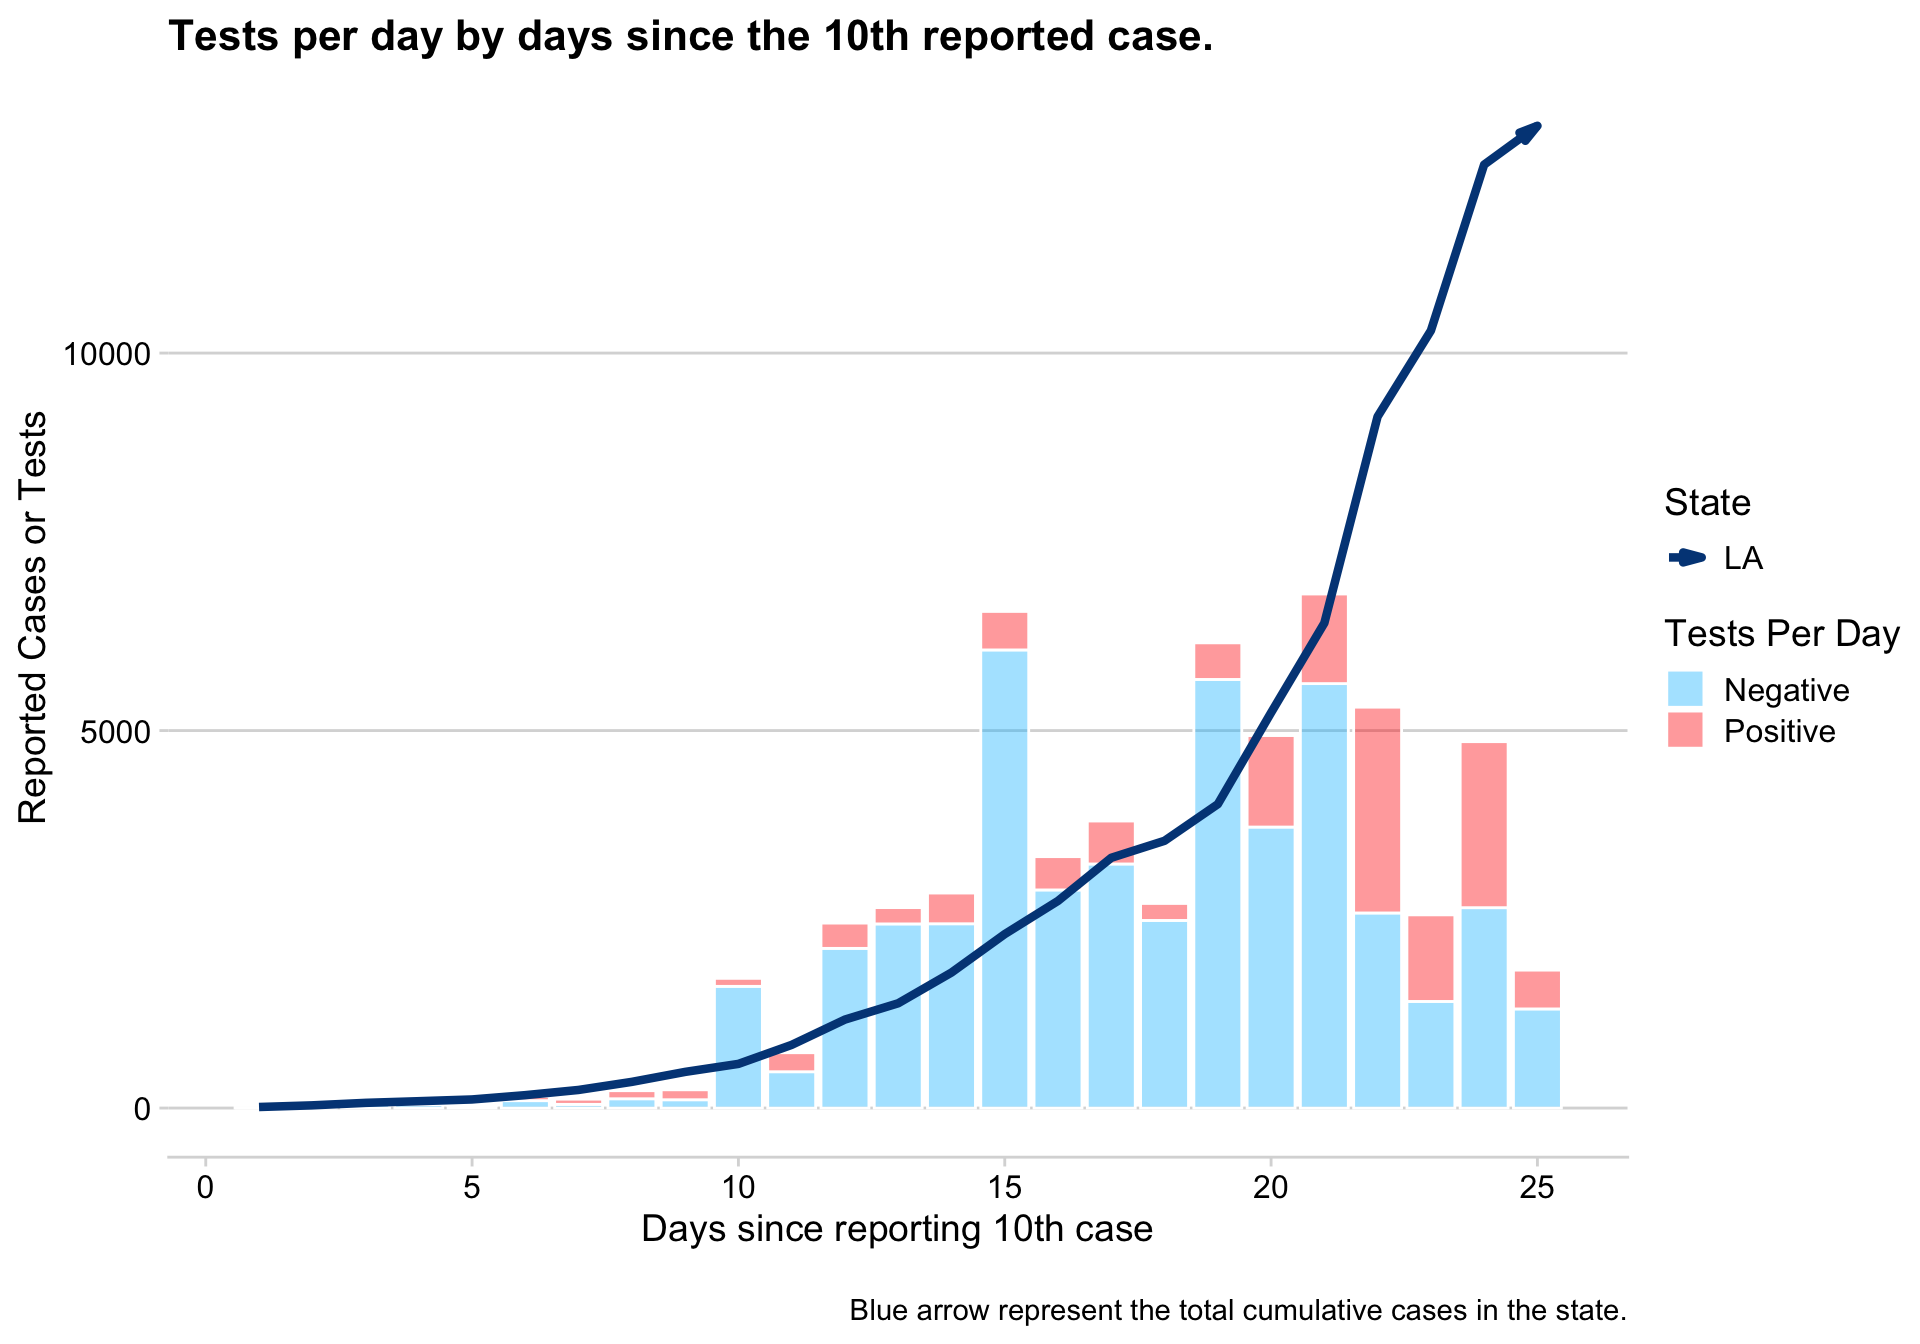 Tests per day by days since the 10th reported case.
Reported Cases or Tests
10000
5000
0
0 5 10 15 20 25
Days since reporting 10th case
State
LA
Tests Per Day
Negative
Positive
Blue arrow represent the total cumulative cases in the state.